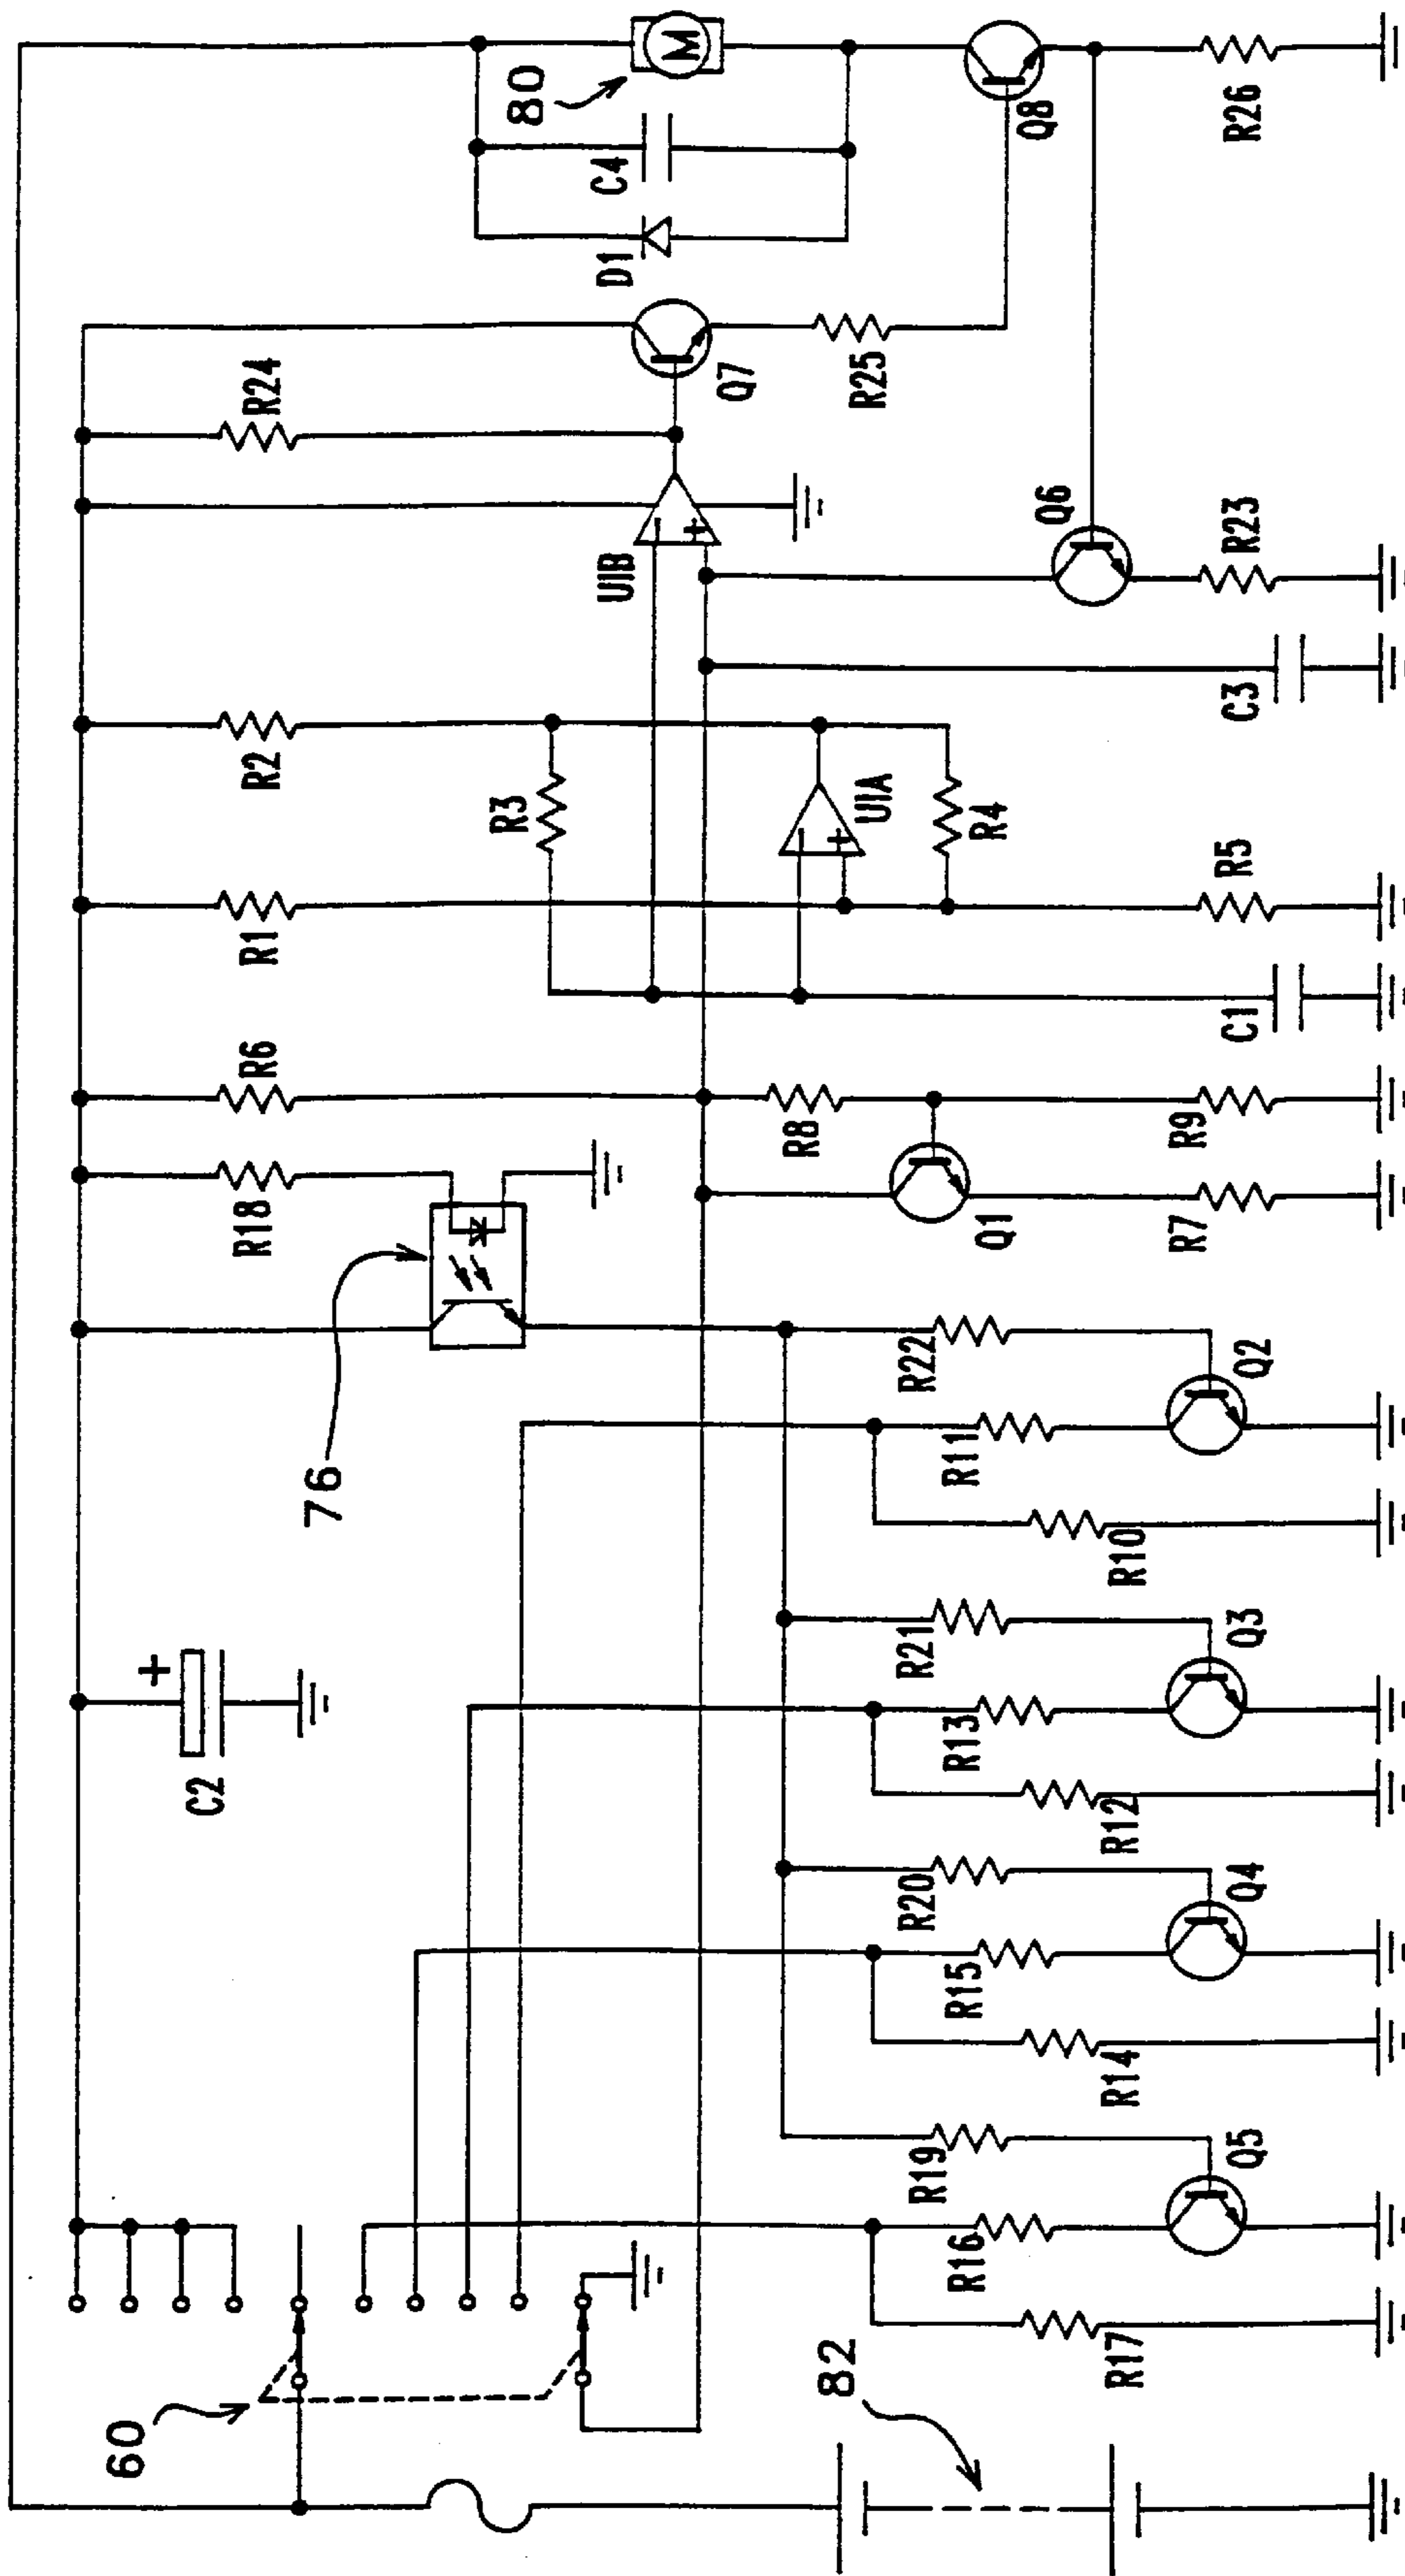 60
82
C2
76
R18
R6
R1
R2
R24
80
M
D1
C4
R3
U1B
U1A
Q7
R25
Q8
R4
R8
Q1
R7
R9
C1
R5
C3
Q6
R23
R26
R22
R11
Q2
R10
R21
R13
Q3
R12
R20
R15
Q4
R14
R19
R16
Q5
R17
+
−
+
−
+